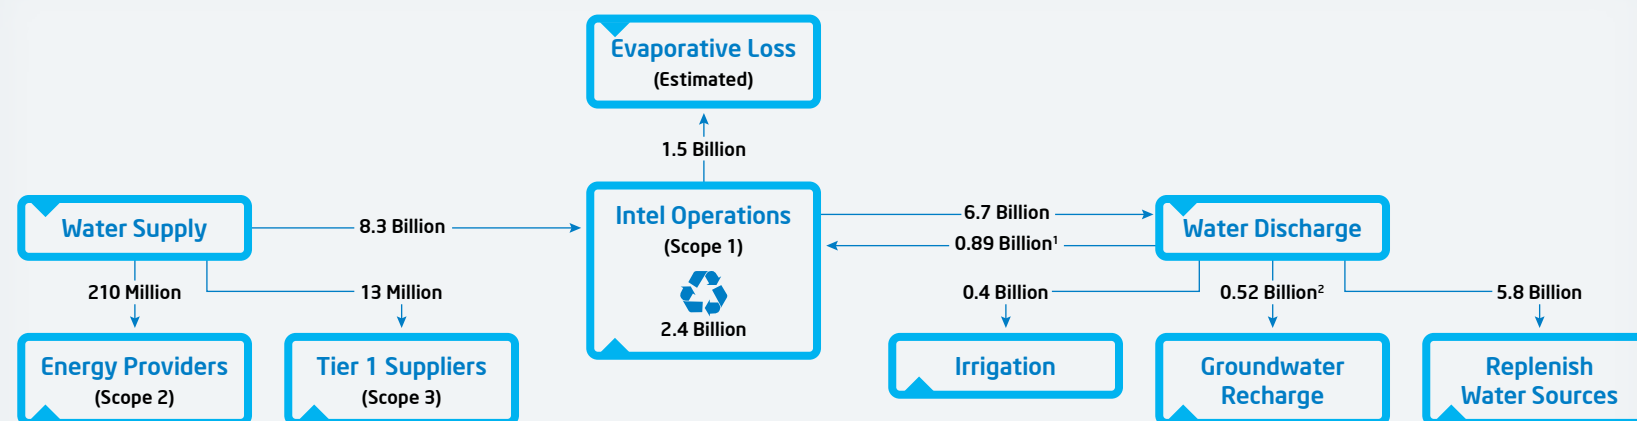 Evaporative Loss
(Estimated)
1.5 Billion
Water Supply
8.3 Billion
Intel Operations
(Scope 1)
2.4 Billion
6.7 Billion
0.89 Billion¹
Water Discharge
210 Million
13 Million
0.4 Billion
0.52 Billion²
5.8 Billion
Energy Providers
(Scope 2)
Tier 1 Suppliers
(Scope 3)
Irrigation
Groundwater
Recharge
Replenish
Water Sources